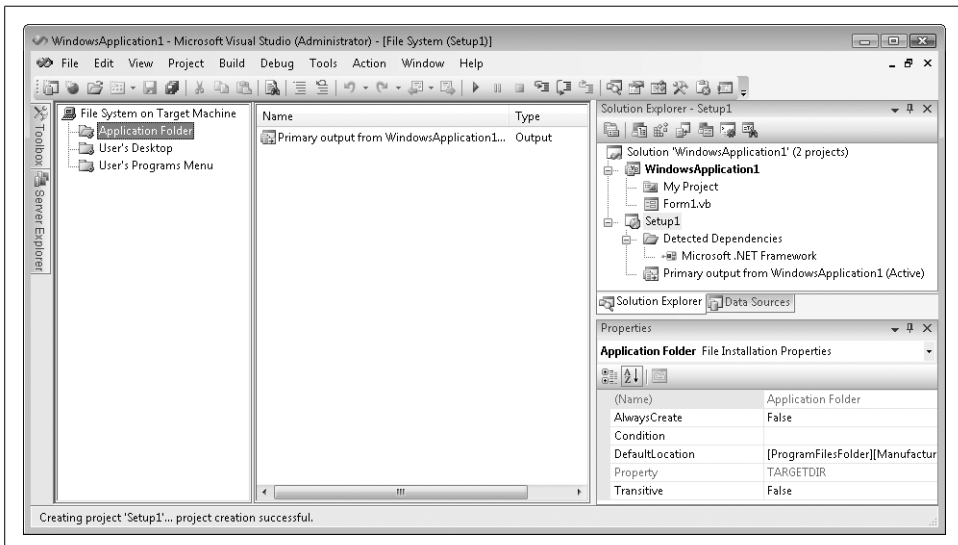 WindowsApplication1 - Microsoft Visual Studio (Administrator) - [File System (Setup1)]
File Edit View Project Build Debug Tools Action Window Help
Toolbox
Server Explorer
File System on Target Machine
Application Folder
User's Desktop
User's Programs Menu
Name Type
Primary output from WindowsApplication1... Output
Solution Explorer - Setup1
Solution 'WindowsApplication1' (2 projects)
WindowsApplication1
My Project
Form1.vb
Setup1
Detected Dependencies
Microsoft .NET Framework
Primary output from WindowsApplication1 (Active)
Solution Explorer Data Sources
Properties
Application Folder File Installation Properties
(Name) Application Folder
AlwaysCreate False
Condition
DefaultLocation [ProgramFilesFolder][Manufactur
Property TARGETDIR
Transitive False
Creating project 'Setup1'... project creation successful.